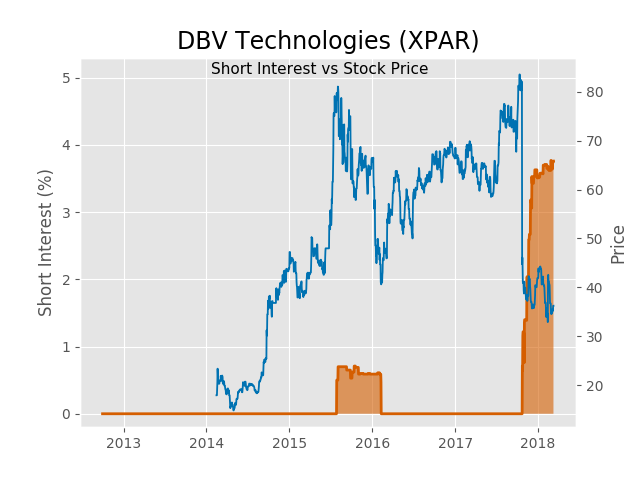 DBV Technologies (XPAR)
Short Interest vs Stock Price
Short Interest (%)
5
4
3
2
1
0
80
70
60
50
40
30
20
Price
2013 2014 2015 2016 2017 2018